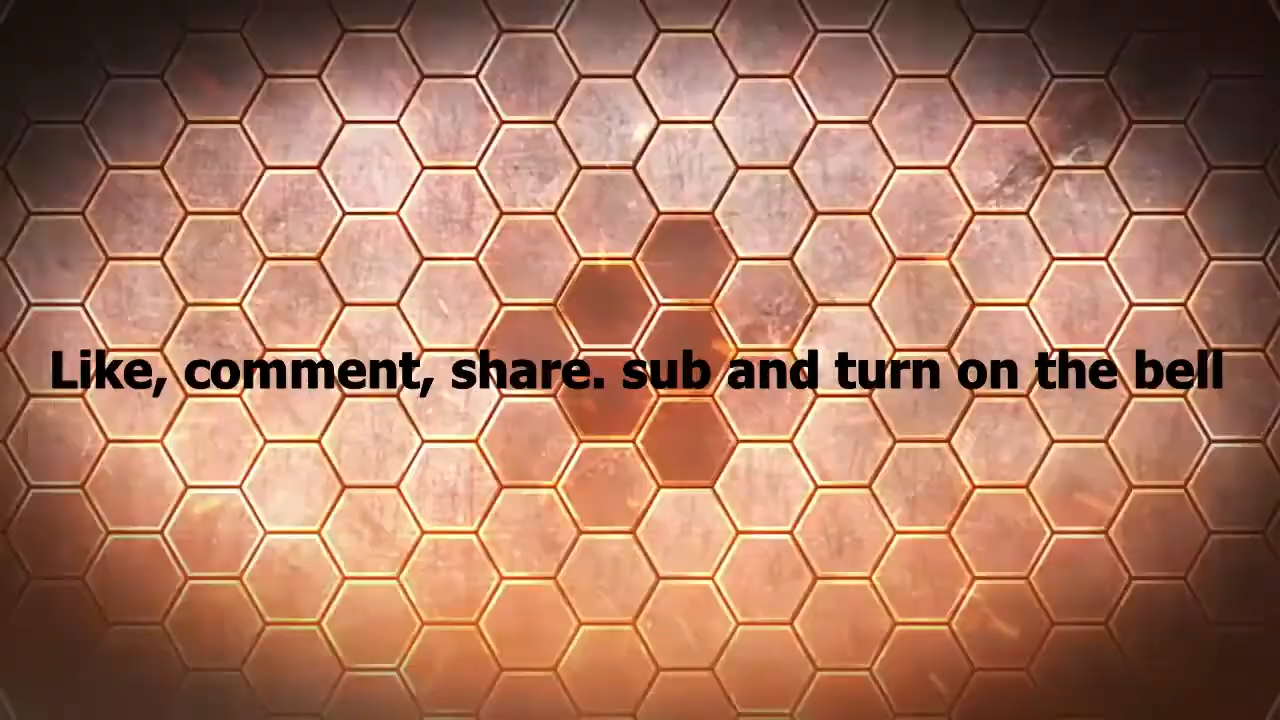 Like, comment, share. sub and turn on the bell